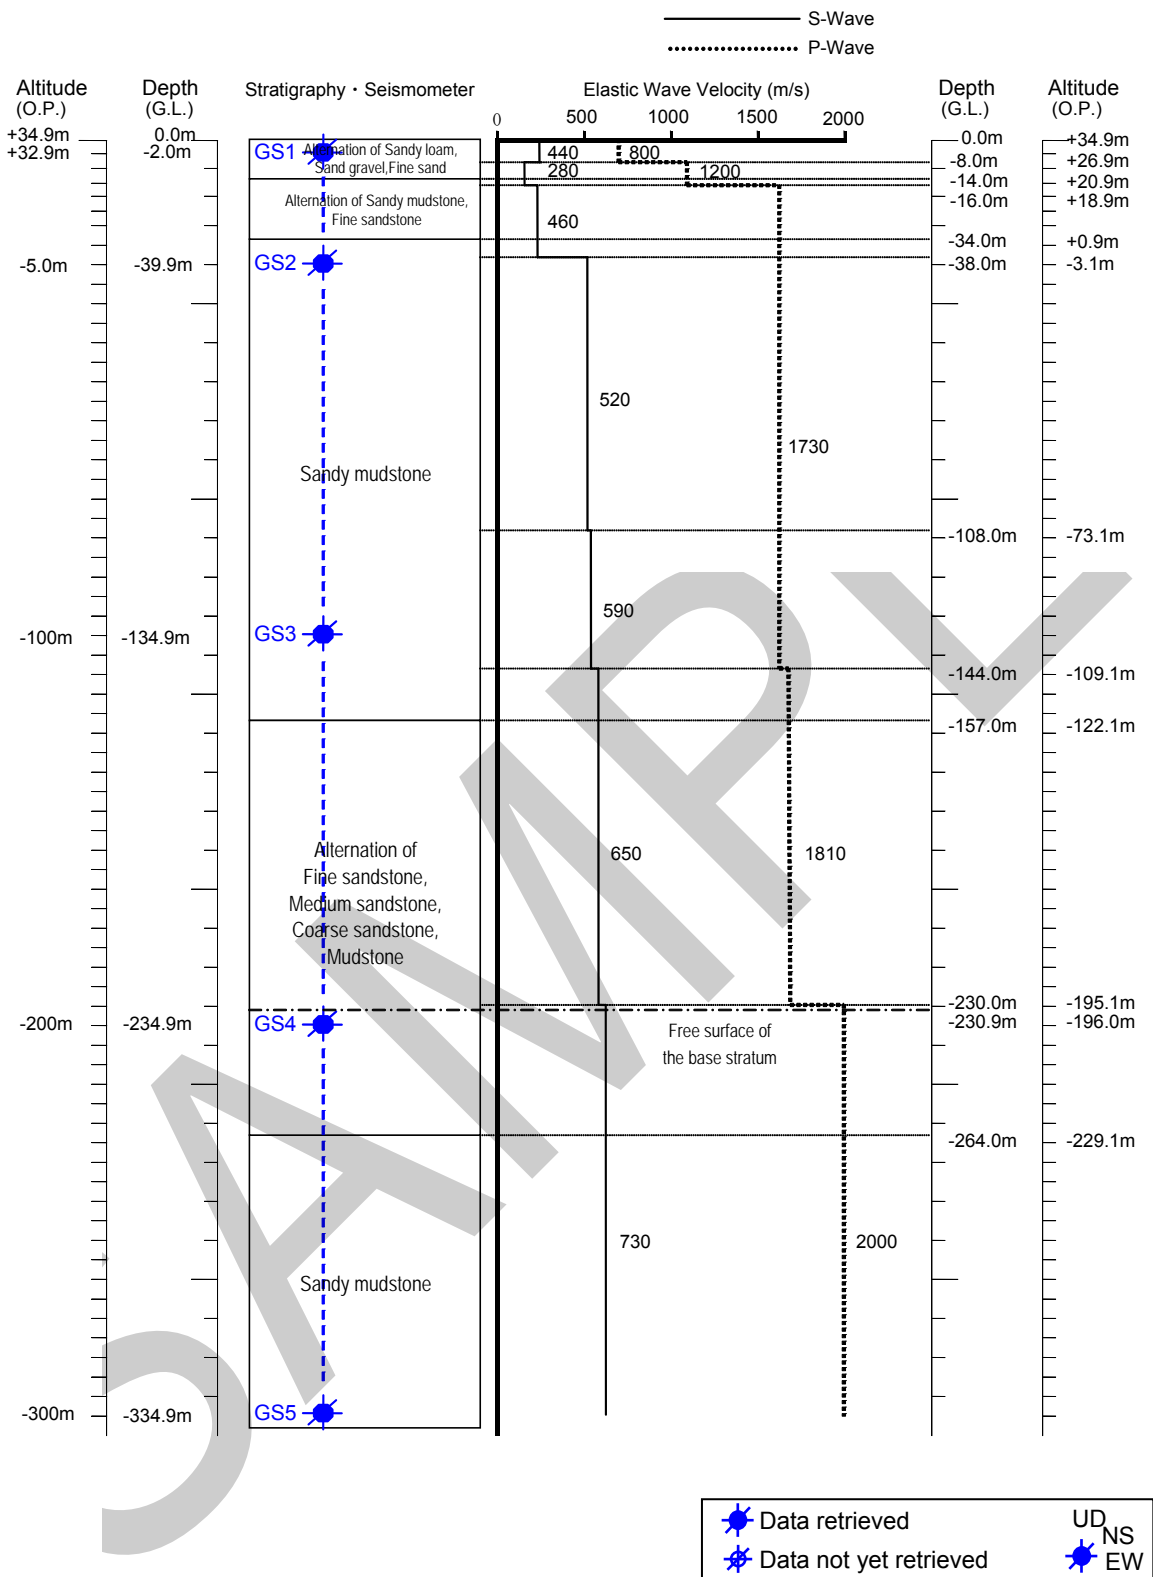 S-Wave
P-Wave
Altitude (O.P.)
Depth (G.L.)
Stratigraphy・Seismometer
Elastic Wave Velocity (m/s)
Depth (G.L.)
Altitude (O.P.)
0 500 1000 1500 2000
+34.9m 0.0m 0.0m +34.9m
+32.9m -2.0m GS1 Alternation of Sandy loam, 440 800
Sand gravel,Fine sand 280 1200 -8.0m +26.9m
-14.0m +20.9m
Alternation of Sandy mudstone, -16.0m +18.9m
Fine sandstone 460
-34.0m +0.9m
-5.0m -39.9m GS2 -38.0m -3.1m
520
1730
Sandy mudstone
-108.0m -73.1m
590
-100m -134.9m GS3
-144.0m -109.1m
-157.0m -122.1m
Alternation of 650 1810
Fine sandstone,
Medium sandstone,
Coarse sandstone,
Mudstone
-230.0m -195.1m
-200m -234.9m GS4 -230.9m -196.0m
Free surface of
the base stratum
-264.0m -229.1m
730 2000
Sandy mudstone
-300m -334.9m GS5
SAMPLE
Data retrieved
Data not yet retrieved
UD
NS
EW